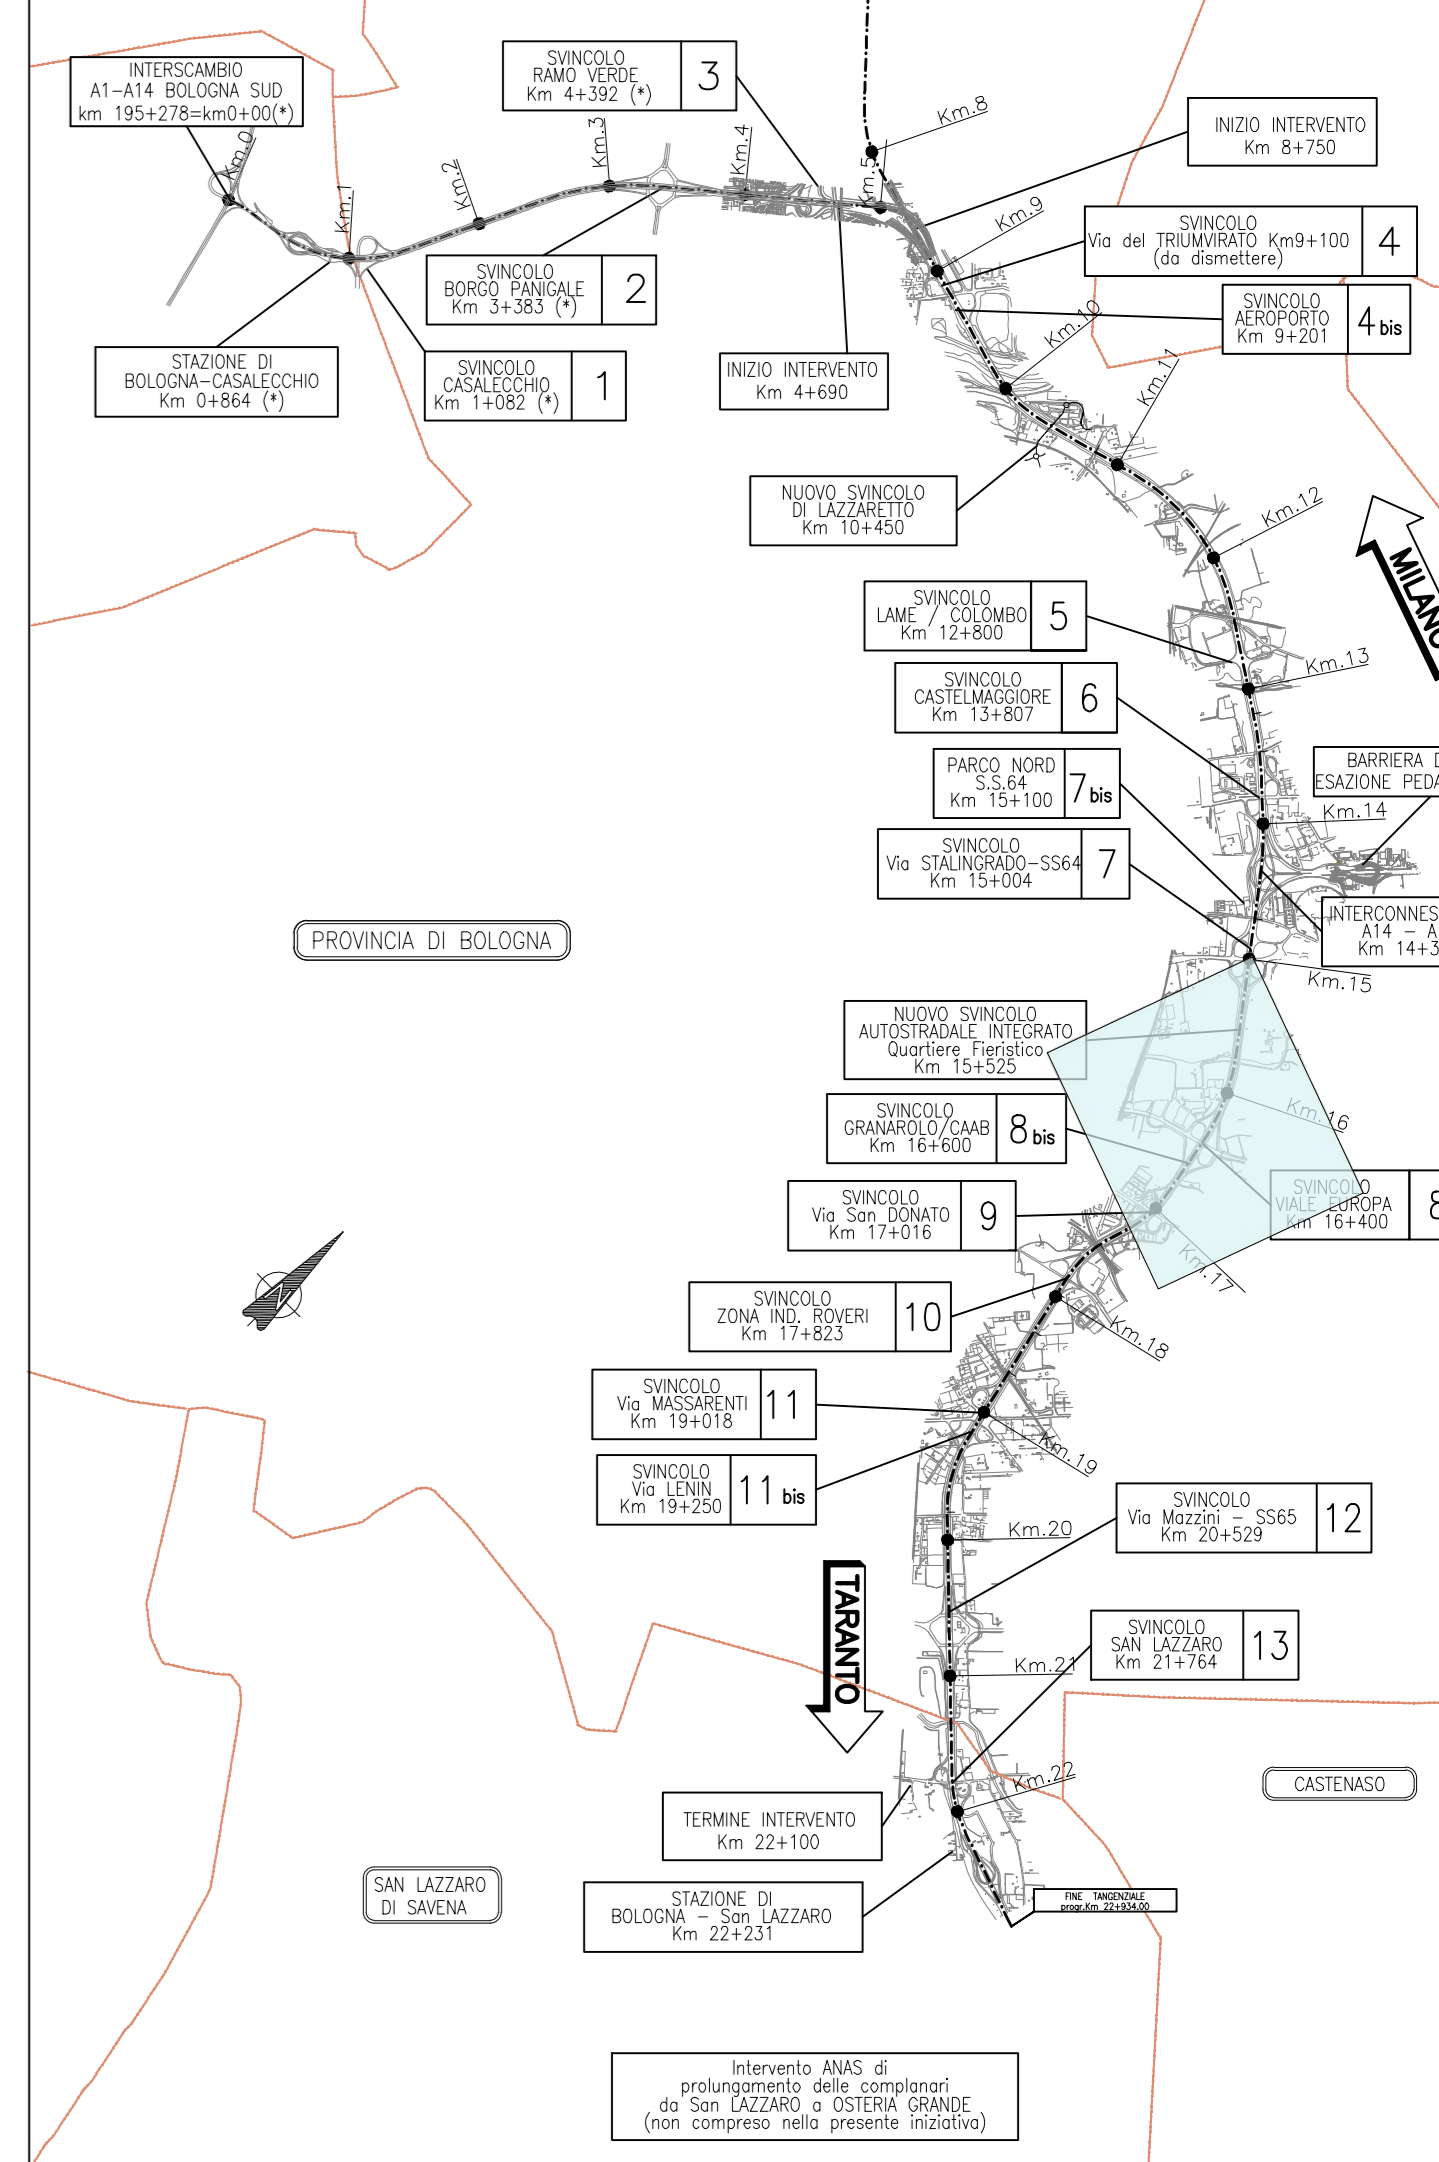 INTERSCAMBIO
A1-A14 BOLOGNA SUD
km 195+278=km0+00(*)
SVINCOLO
RAMO VERDE
Km 4+392 (*)
3
Km.0
Km.1
Km.2
Km.3
Km.4
Km.5
Km.8
INIZIO INTERVENTO
Km 8+750
Km.9
SVINCOLO
Via del TRIUMVIRATO Km9+100
(da dismettere)
4
SVINCOLO
BORGO PANIGALE
Km 3+383 (*)
2
SVINCOLO
AEROPORTO
Km 9+201
4 bis
Km.10
STAZIONE DI
BOLOGNA-CASALECCHIO
Km 0+864 (*)
SVINCOLO
CASALECCHIO
Km 1+082 (*)
1
INIZIO INTERVENTO
Km 4+690
Km.11
NUOVO SVINCOLO
DI LAZZARETTO
Km 10+450
Km.12
MILANO
SVINCOLO
LAME / COLOMBO
Km 12+800
5
Km.13
SVINCOLO
CASTELMAGGIORE
Km 13+807
6
PARCO NORD
S.S.64
Km 15+100
7 bis
BARRIERA D
ESAZIONE PEDA
Km.14
SVINCOLO
Via STALINGRADO-SS64
Km 15+004
7
INTERCONNES
A14 - A
Km 14+3
PROVINCIA DI BOLOGNA
Km.15
NUOVO SVINCOLO
AUTOSTRADALE INTEGRATO
Quartiere Fieristico
Km 15+525
SVINCOLO
GRANAROLO/CAAB
Km 16+600
8 bis
Km.16
SVINCOLO
VIALE EUROPA
Km 16+400
8
SVINCOLO
Via San DONATO
Km 17+016
9
Km.17
SVINCOLO
ZONA IND. ROVERI
Km 17+823
10
Km.18
SVINCOLO
Via MASSARENTI
Km 19+018
11
Km.19
SVINCOLO
Via LENIN
Km 19+250
11 bis
SVINCOLO
Via Mazzini - SS65
Km 20+529
12
Km.20
TARANTO
SVINCOLO
SAN LAZZARO
Km 21+764
13
Km.21
Km.22
CASTENASO
TERMINE INTERVENTO
Km 22+100
SAN LAZZARO
DI SAVENA
STAZIONE DI
BOLOGNA - San LAZZARO
Km 22+231
FINE TANGENZIALE
progr.Km 22+934.00
Intervento ANAS di
prolungamento delle complanari
da San LAZZARO a OSTERIA GRANDE
(non compreso nella presente iniziativa)